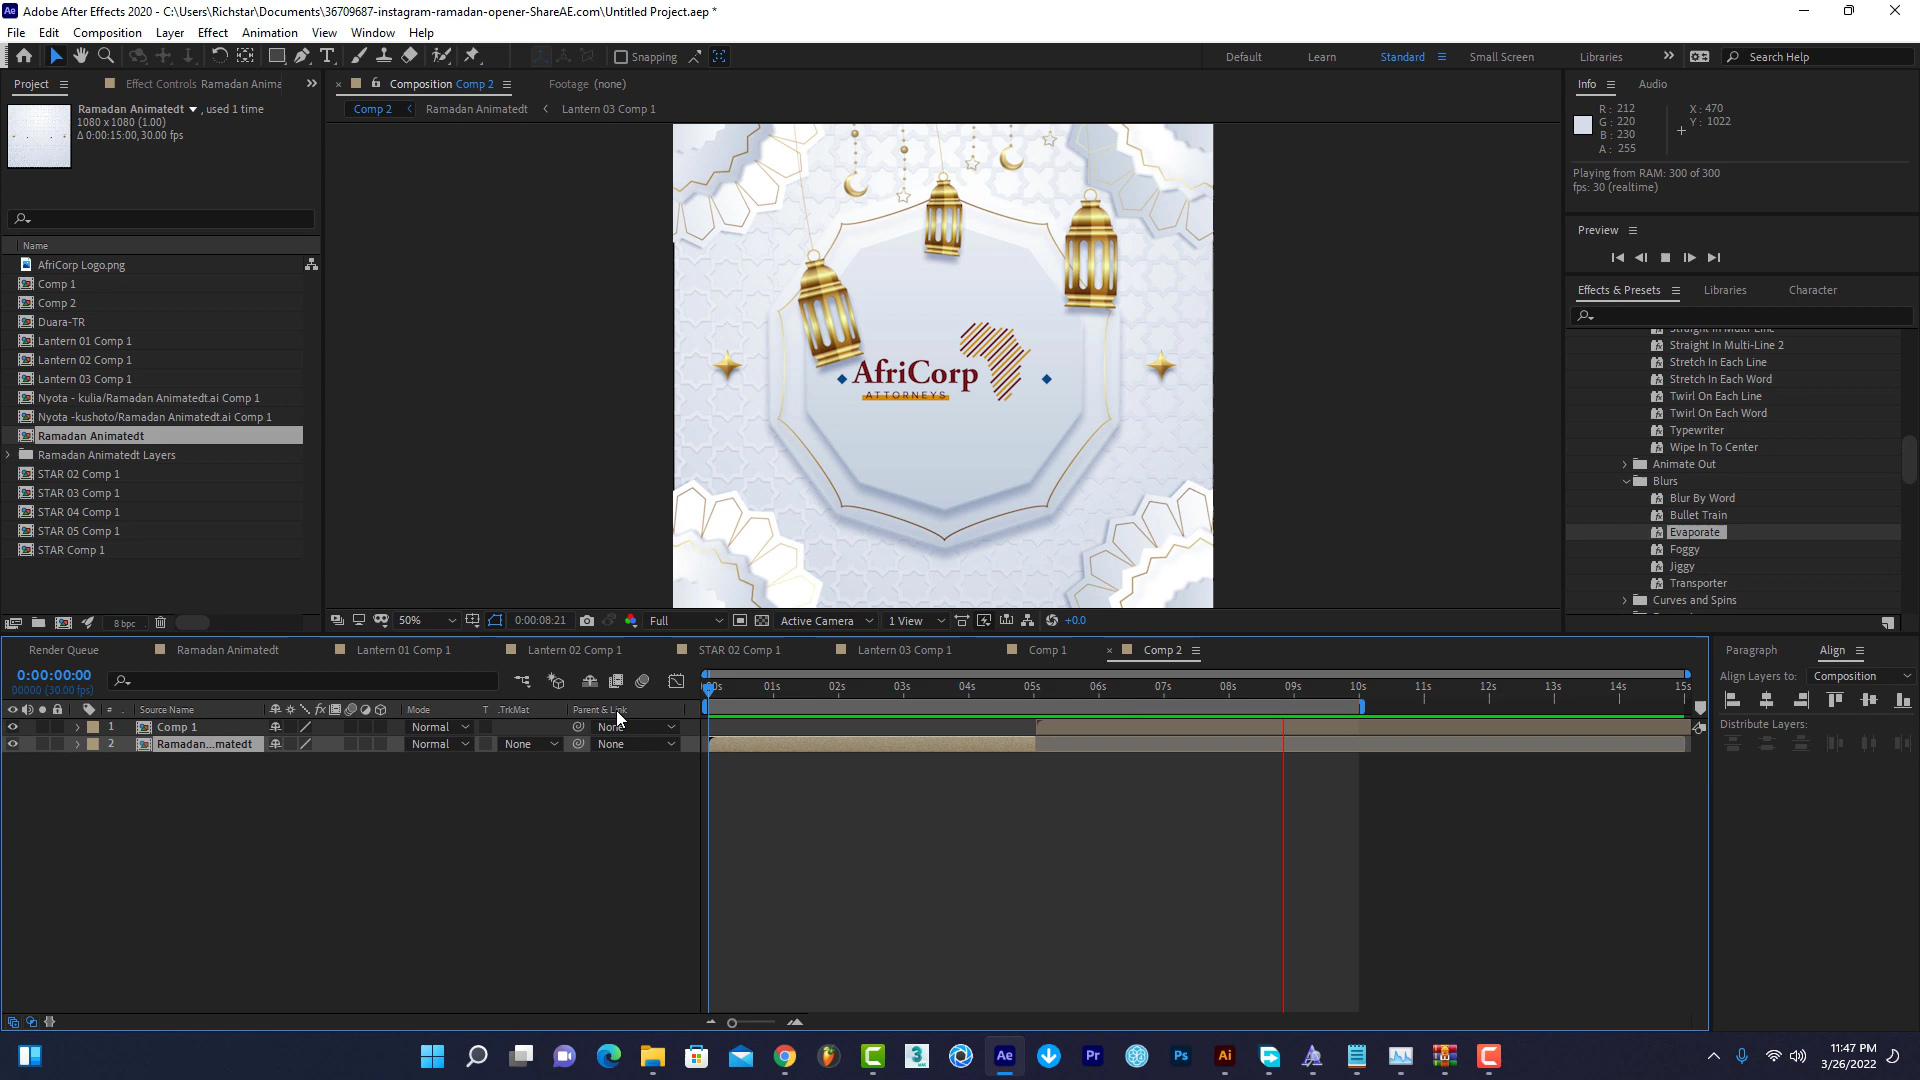 Adobe After Effects 2020 - C:\Users\Richstar\Documents\36709687-instagram-ramadan-opener-ShareAE.com\Untitled Project.aep *
File Edit Composition Layer Effect Animation View Window Help
Snapping
Default Learn Standard Small Screen Libraries Search Help
Project Effect Controls Ramadan Anima
Composition Comp 2 Footage (none)
Info Audio
Ramadan Animatedt , used 1 time
1080 x 1080 (1.00)
Δ 0:00:15:00, 30.00 fps
Comp 2 Ramadan Animatedt Lantern 03 Comp 1
R : 212 X : 470
G : 220 Y : 1022
B : 230
A : 255
Playing from RAM: 300 of 300
fps: 30 (realtime)
Preview
Name
AfriCorp Logo.png
Comp 1
Comp 2
Duara-TR
Lantern 01 Comp 1
Lantern 02 Comp 1
Lantern 03 Comp 1
Nyota - kulia/Ramadan Animatedt.ai Comp 1
Nyota -kushoto/Ramadan Animatedt.ai Comp 1
Ramadan Animatedt
Ramadan Animatedt Layers
STAR 02 Comp 1
STAR 03 Comp 1
STAR 04 Comp 1
STAR 05 Comp 1
STAR Comp 1
8 bpc
AfriCorp
ATTORNEYS
Effects & Presets Libraries Character
Straight In Multi-Line
Straight In Multi-Line 2
Stretch In Each Line
Stretch In Each Word
Twirl On Each Line
Twirl On Each Word
Typewriter
Wipe In To Center
Animate Out
Blurs
Blur By Word
Bullet Train
Evaporate
Foggy
Jiggy
Transporter
Curves and Spins
50% 0:00:08:21 Full Active Camera 1 View +0.0
Render Queue Ramadan Animatedt Lantern 01 Comp 1 Lantern 02 Comp 1 STAR 02 Comp 1 Lantern 03 Comp 1 Comp 1 Comp 2
0:00:00:00
00000 (30.00 fps)
01s 02s 03s 04s 05s 06s 07s 08s 09s 10s 11s 12s 13s 14s 15s
# Source Name Mode T .TrkMat Parent & Link
1 Comp 1 Normal None
2 Ramadan...matedt Normal None None
Paragraph Align
Align Layers to: Composition
Distribute Layers:
Ae Pr Ps Ai
11:47 PM
3/26/2022